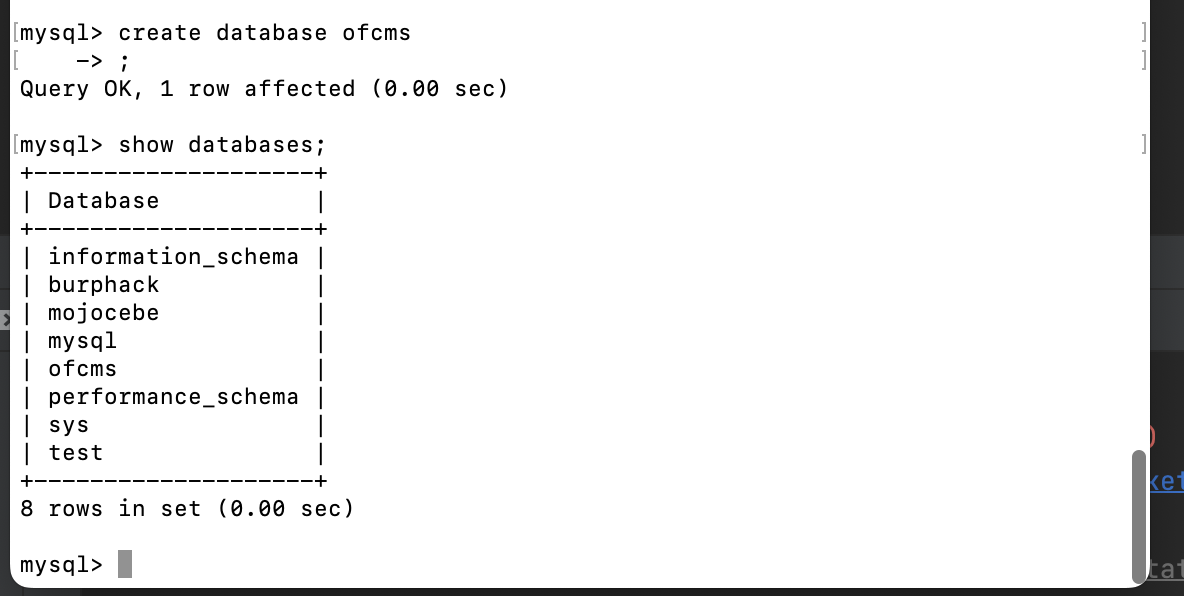 [mysql> create database ofcms ]
[    -> ; ]
Query OK, 1 row affected (0.00 sec)
[mysql> show databases; ]
+--------------------+
| Database           |
+--------------------+
| information_schema |
| burphack           |
| mojocebe           |
| mysql              |
| ofcms              |
| performance_schema |
| sys                |
| test               |
+--------------------+
8 rows in set (0.00 sec)
mysql>